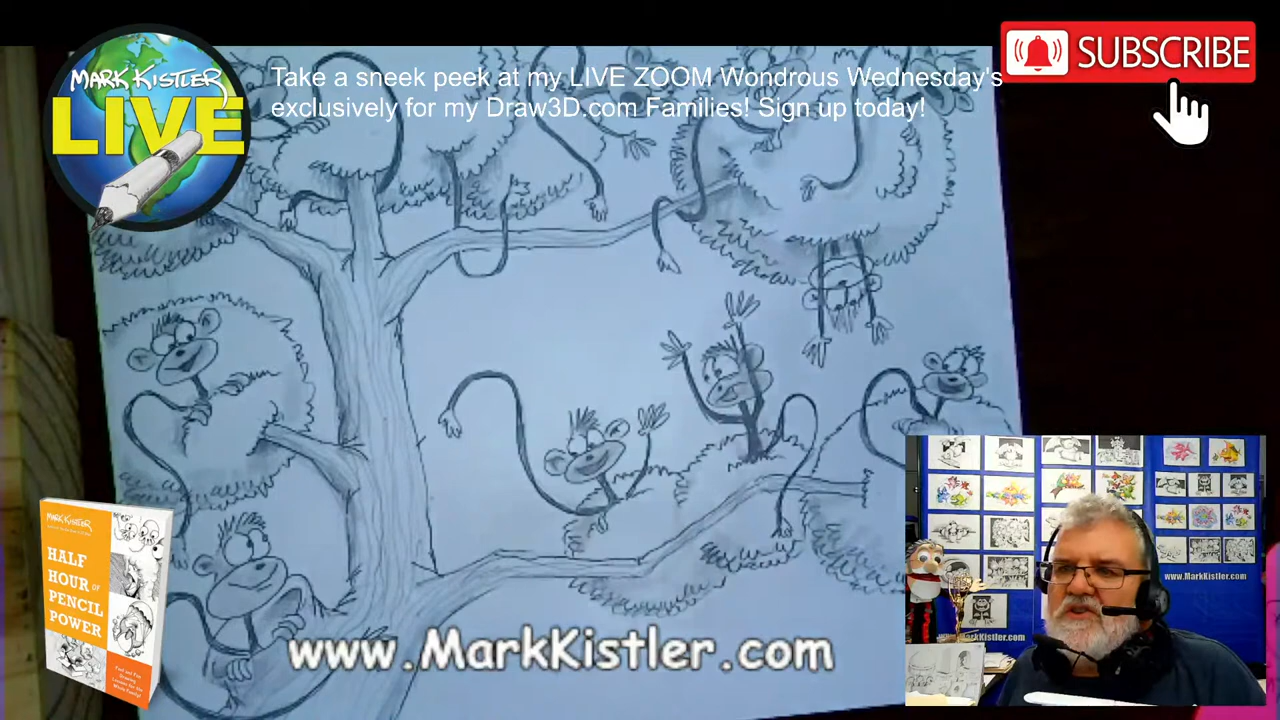 MARK KISTLER
LIVE
Take a sneek peek at my LIVE ZOOM Wondrous Wednesday's
exclusively for my Draw3D.com Families! Sign up today!
SUBSCRIBE
MARK KISTLER
HALF
HOUR OF
PENCIL
POWER
www.MarkKistler.com
www.MarkKistler.com
www.MarkKistler.com